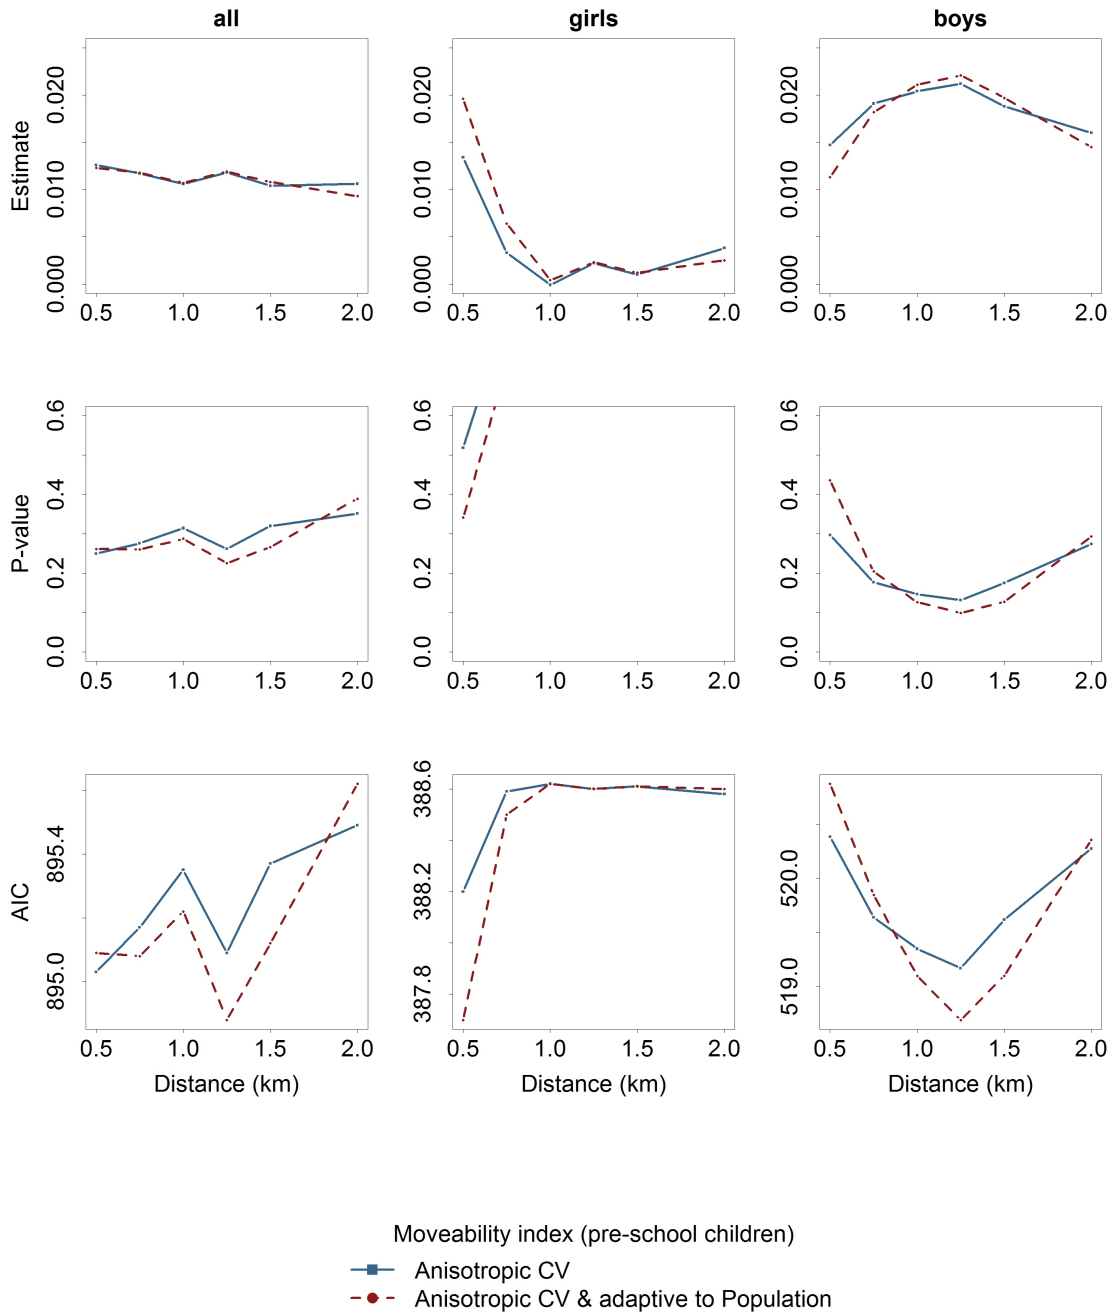 all girls boys
Estimate
0.000 0.010 0.020
0.5 1.0 1.5 2.0
0.000 0.010 0.020
0.5 1.0 1.5 2.0
0.000 0.010 0.020
0.5 1.0 1.5 2.0
P-value
0.0 0.2 0.4 0.6
0.5 1.0 1.5 2.0
0.0 0.2 0.4 0.6
0.5 1.0 1.5 2.0
0.0 0.2 0.4 0.6
0.5 1.0 1.5 2.0
AIC
895.0 895.4
0.5 1.0 1.5 2.0
Distance (km)
387.8 388.2 388.6
0.5 1.0 1.5 2.0
Distance (km)
519.0 520.0
0.5 1.0 1.5 2.0
Distance (km)
Moveability index (pre-school children)
Anisotropic CV
Anisotropic CV & adaptive to Population